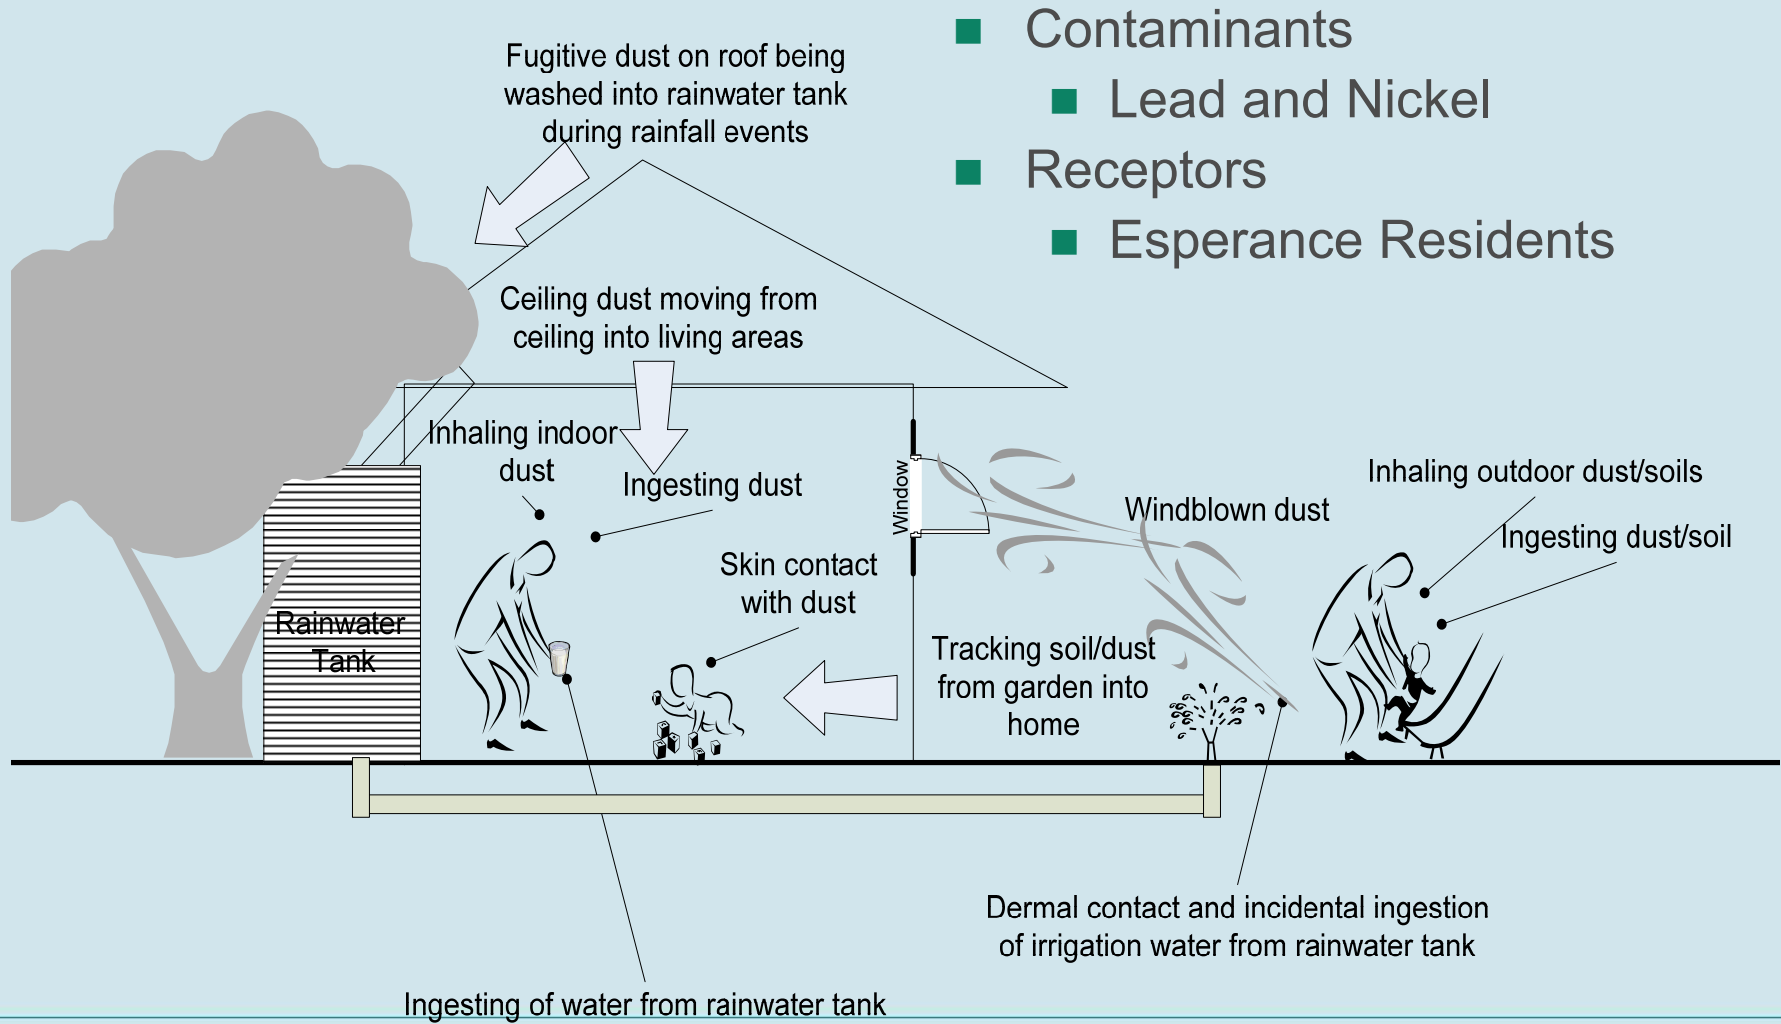 Contaminants
Lead and Nickel
Receptors
Esperance Residents
Fugitive dust on roof being
washed into rainwater tank
during rainfall events
Ceiling dust moving from
ceiling into living areas
Inhaling indoor
dust
Ingesting dust
Skin contact
with dust
Window
Windblown dust
Inhaling outdoor dust/soils
Ingesting dust/soil
Rainwater
Tank
Tracking soil/dust
from garden into
home
Dermal contact and incidental ingestion
of irrigation water from rainwater tank
Ingesting of water from rainwater tank